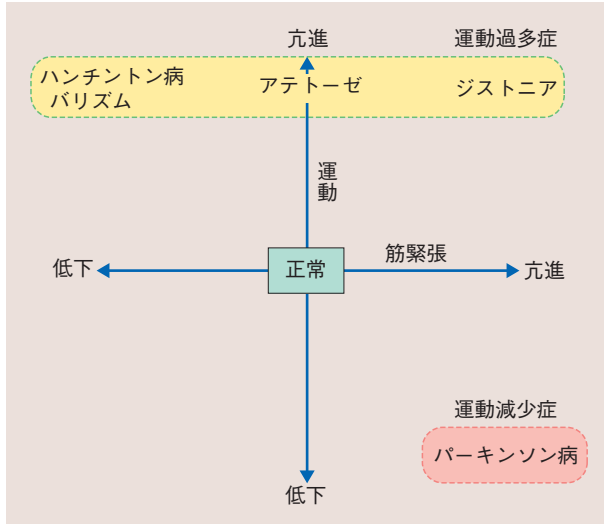 亢進
運動過多症
ハンチントン病
バリズム
アテトーゼ
ジストニア
運動
低下
正常
筋緊張
亢進
運動減少症
パーキンソン病
低下